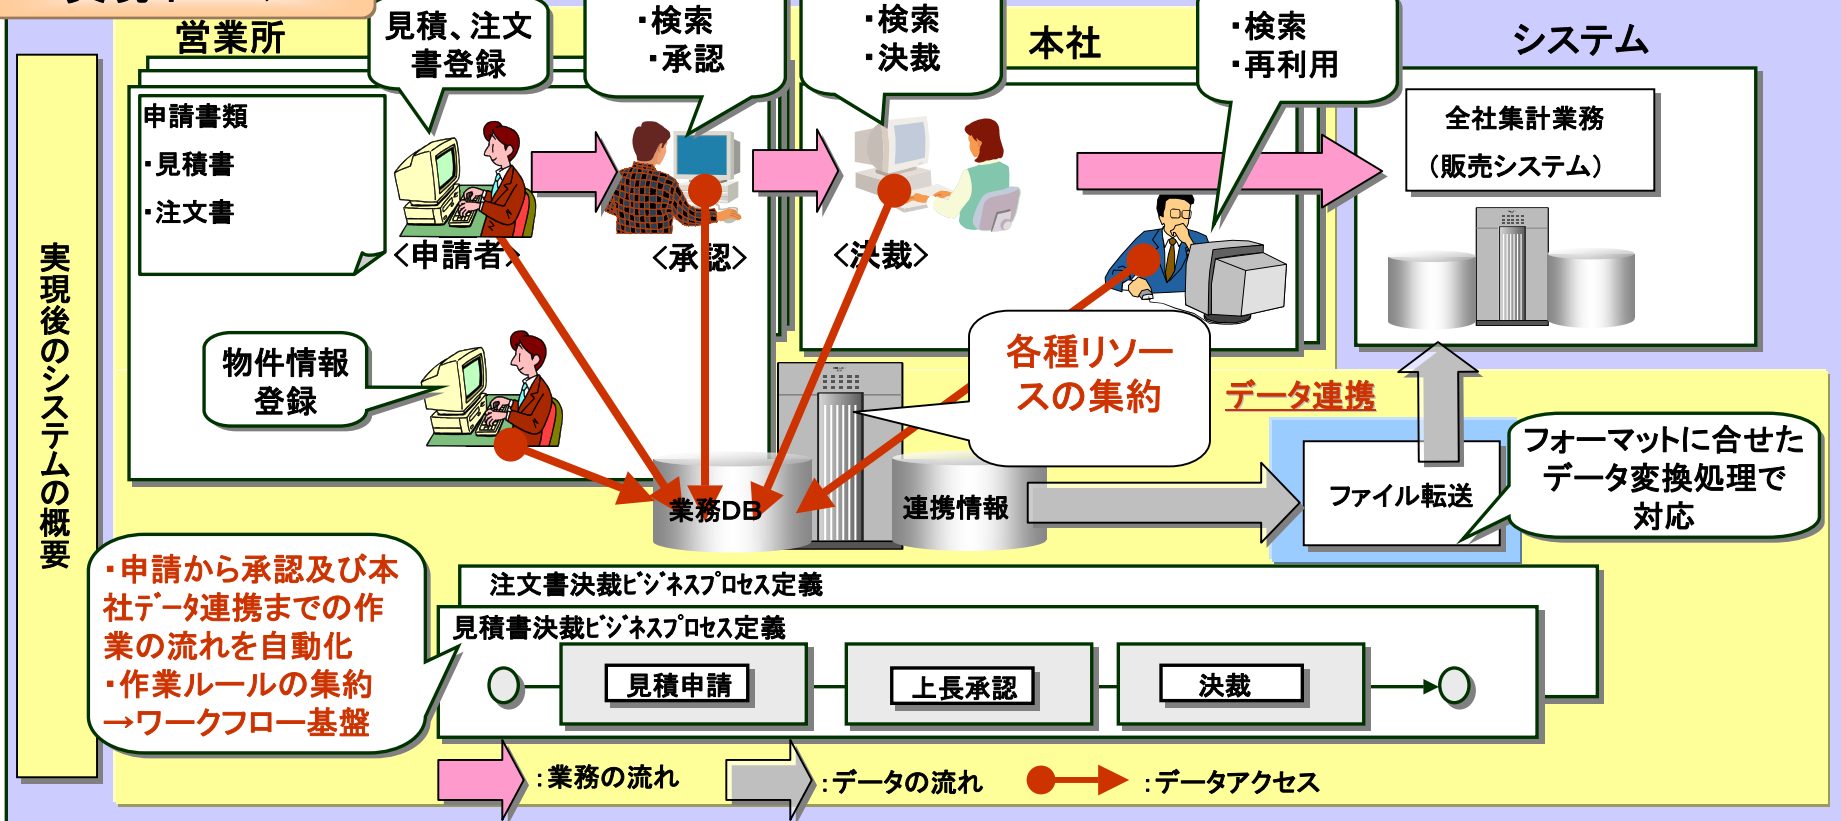 営業所
見積、注文
書登録
・検索
・承認
・検索
・決裁
本社
・検索
・再利用
システム
申請書類
・見積書
・注文書
<申請者>
<承認>
<決裁>
全社集計業務
（販売システム）
実現後のシステムの概要
物件情報
登録
各種リソー
スの集約
データ連携
業務DB
連携情報
ファイル転送
フォーマットに合せた
データ変換処理で
対応
・申請から承認及び本
社ﾃﾞｰﾀ連携までの作
業の流れを自動化
・作業ルールの集約
→ワークフロー基盤
注文書決裁ﾋﾞｼﾞﾈｽﾌﾟﾛｾｽ定義
見積書決裁ﾋﾞｼﾞﾈｽﾌﾟﾛｾｽ定義
見積申請
上長承認
決裁
：業務の流れ
：データの流れ
：データアクセス